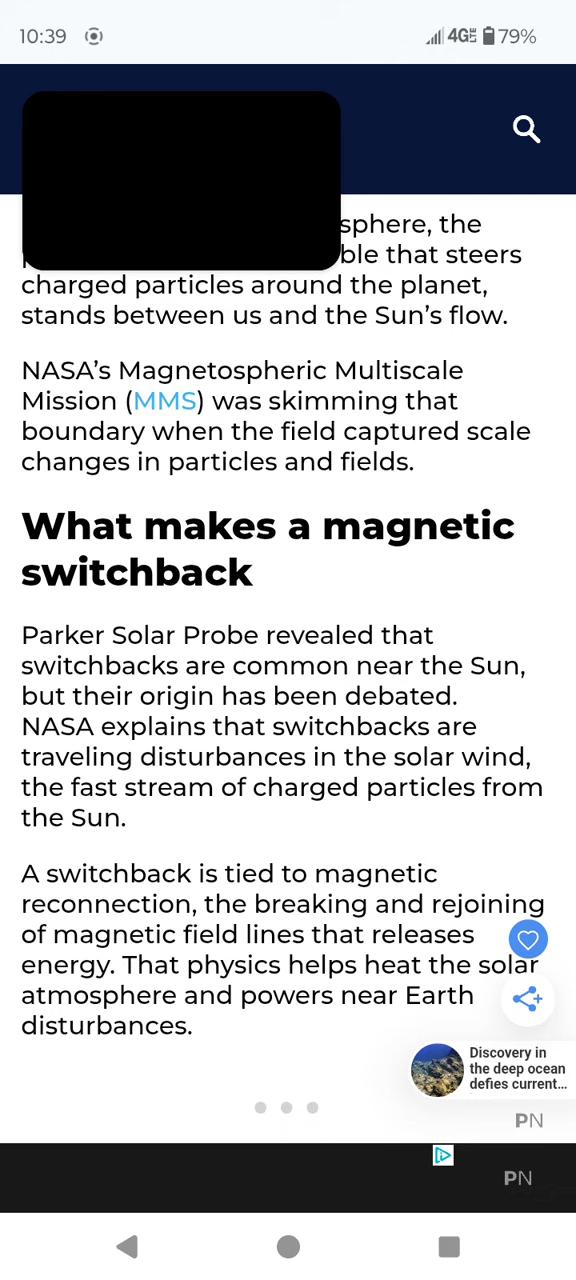 10:39
4G LTE 79%
sphere, the
ble that steers
charged particles around the planet,
stands between us and the Sun’s flow.
NASA’s Magnetospheric Multiscale
Mission (MMS) was skimming that
boundary when the field captured scale
changes in particles and fields.
What makes a magnetic
switchback
Parker Solar Probe revealed that
switchbacks are common near the Sun,
but their origin has been debated.
NASA explains that switchbacks are
traveling disturbances in the solar wind,
the fast stream of charged particles from
the Sun.
A switchback is tied to magnetic
reconnection, the breaking and rejoining
of magnetic field lines that releases
energy. That physics helps heat the solar
atmosphere and powers near Earth
disturbances.
Discovery in
the deep ocean
defies current...
PN
PN